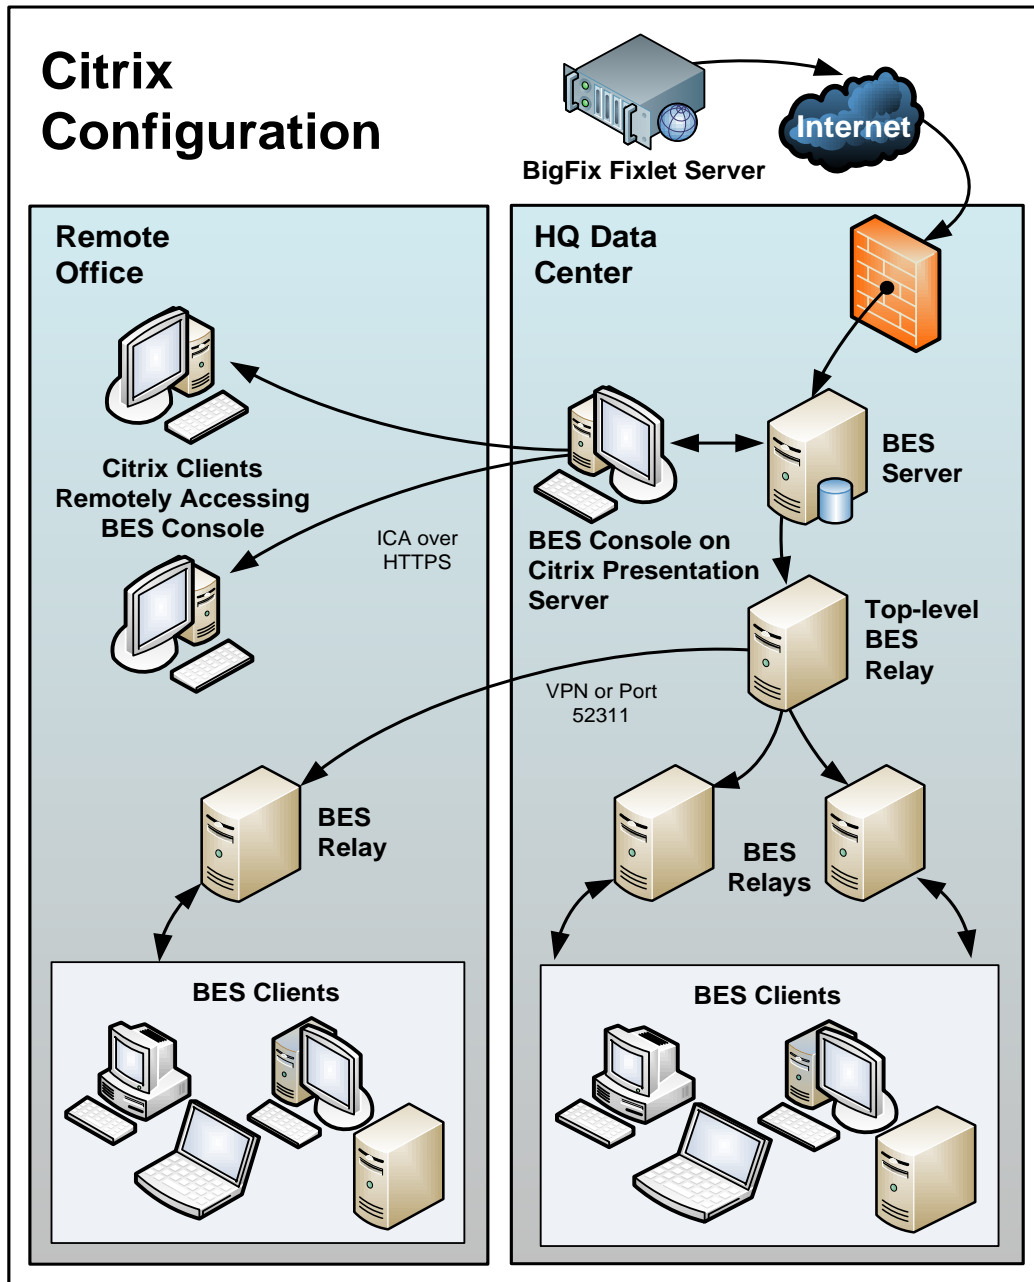 Citrix
Configuration
BigFix Fixlet Server
Internet
Remote
Office
HQ Data
Center
Citrix Clients
Remotely Accessing
BES Console
ICA over
HTTPS
BES Console on
Citrix Presentation
Server
BES
Server
Top-level
BES
Relay
VPN or Port
52311
BES
Relay
BES
Relays
BES Clients
BES Clients